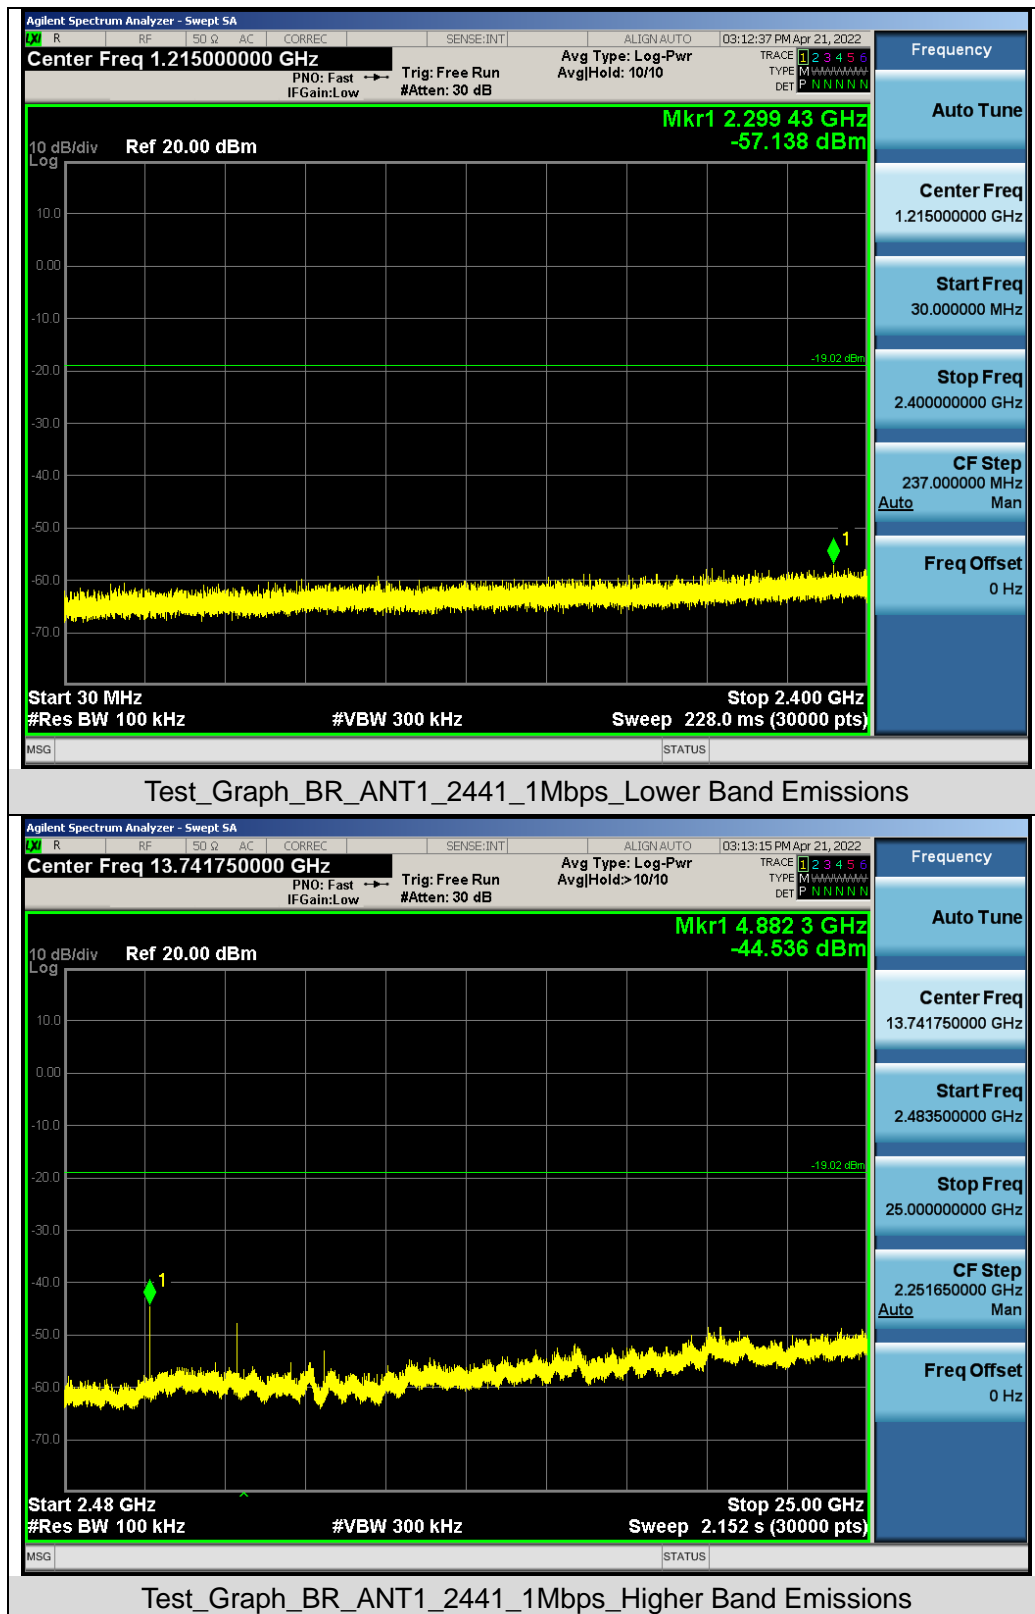 Agilent Spectrum Analyzer - Swept SA
LXI R RF 50 Ω AC CORREC SENSE:INT ALIGN AUTO 03:12:37 PM Apr 21, 2022
Center Freq 1.215000000 GHz
PNO: Fast
IFGain:Low
Trig: Free Run
#Atten: 30 dB
Avg Type: Log-Pwr
Avg|Hold: 10/10
TRACE 1 2 3 4 5 6
TYPE M WWWWW
DET P N N N N N
Mkr1 2.299 43 GHz
-57.138 dBm
10 dB/div Ref 20.00 dBm
Log
10.0
0.00
-10.0
-19.02 dBm
-20.0
-30.0
-40.0
-50.0
1
-60.0
-70.0
Start 30 MHz Stop 2.400 GHz
#Res BW 100 kHz #VBW 300 kHz Sweep 228.0 ms (30000 pts)
MSG STATUS
Frequency
Auto Tune
Center Freq
1.215000000 GHz
Start Freq
30.000000 MHz
Stop Freq
2.400000000 GHz
CF Step
237.000000 MHz
Auto Man
Freq Offset
0 Hz
Test_Graph_BR_ANT1_2441_1Mbps_Lower Band Emissions
Agilent Spectrum Analyzer - Swept SA
LXI R RF 50 Ω AC CORREC SENSE:INT ALIGN AUTO 03:13:15 PM Apr 21, 2022
Center Freq 13.741750000 GHz
PNO: Fast
IFGain:Low
Trig: Free Run
#Atten: 30 dB
Avg Type: Log-Pwr
Avg|Hold:> 10/10
TRACE 1 2 3 4 5 6
TYPE M WWWWW
DET P N N N N N
Mkr1 4.882 3 GHz
-44.536 dBm
10 dB/div Ref 20.00 dBm
Log
10.0
0.00
-10.0
-19.02 dBm
-20.0
-30.0
1
-40.0
-50.0
-60.0
-70.0
Start 2.48 GHz Stop 25.00 GHz
#Res BW 100 kHz #VBW 300 kHz Sweep 2.152 s (30000 pts)
MSG STATUS
Frequency
Auto Tune
Center Freq
13.741750000 GHz
Start Freq
2.483500000 GHz
Stop Freq
25.000000000 GHz
CF Step
2.251650000 GHz
Auto Man
Freq Offset
0 Hz
Test_Graph_BR_ANT1_2441_1Mbps_Higher Band Emissions